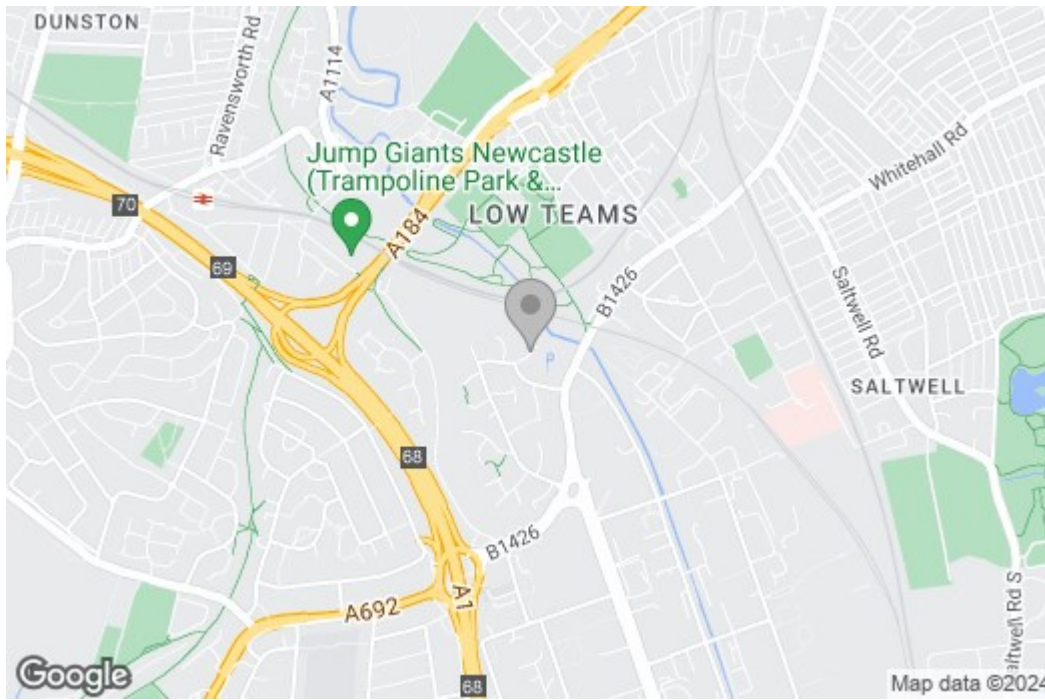 DUNSTON
Ravensworth Rd
A1114
Jump Giants Newcastle
(Trampoline Park &...
A184
LOW TEAMS
Whitehall Rd
70
69
B1426
Saltwell Rd
SALTWELL
68
B1426
A1
A692
Saltwell Rd S
68
Google
Map data ©2024